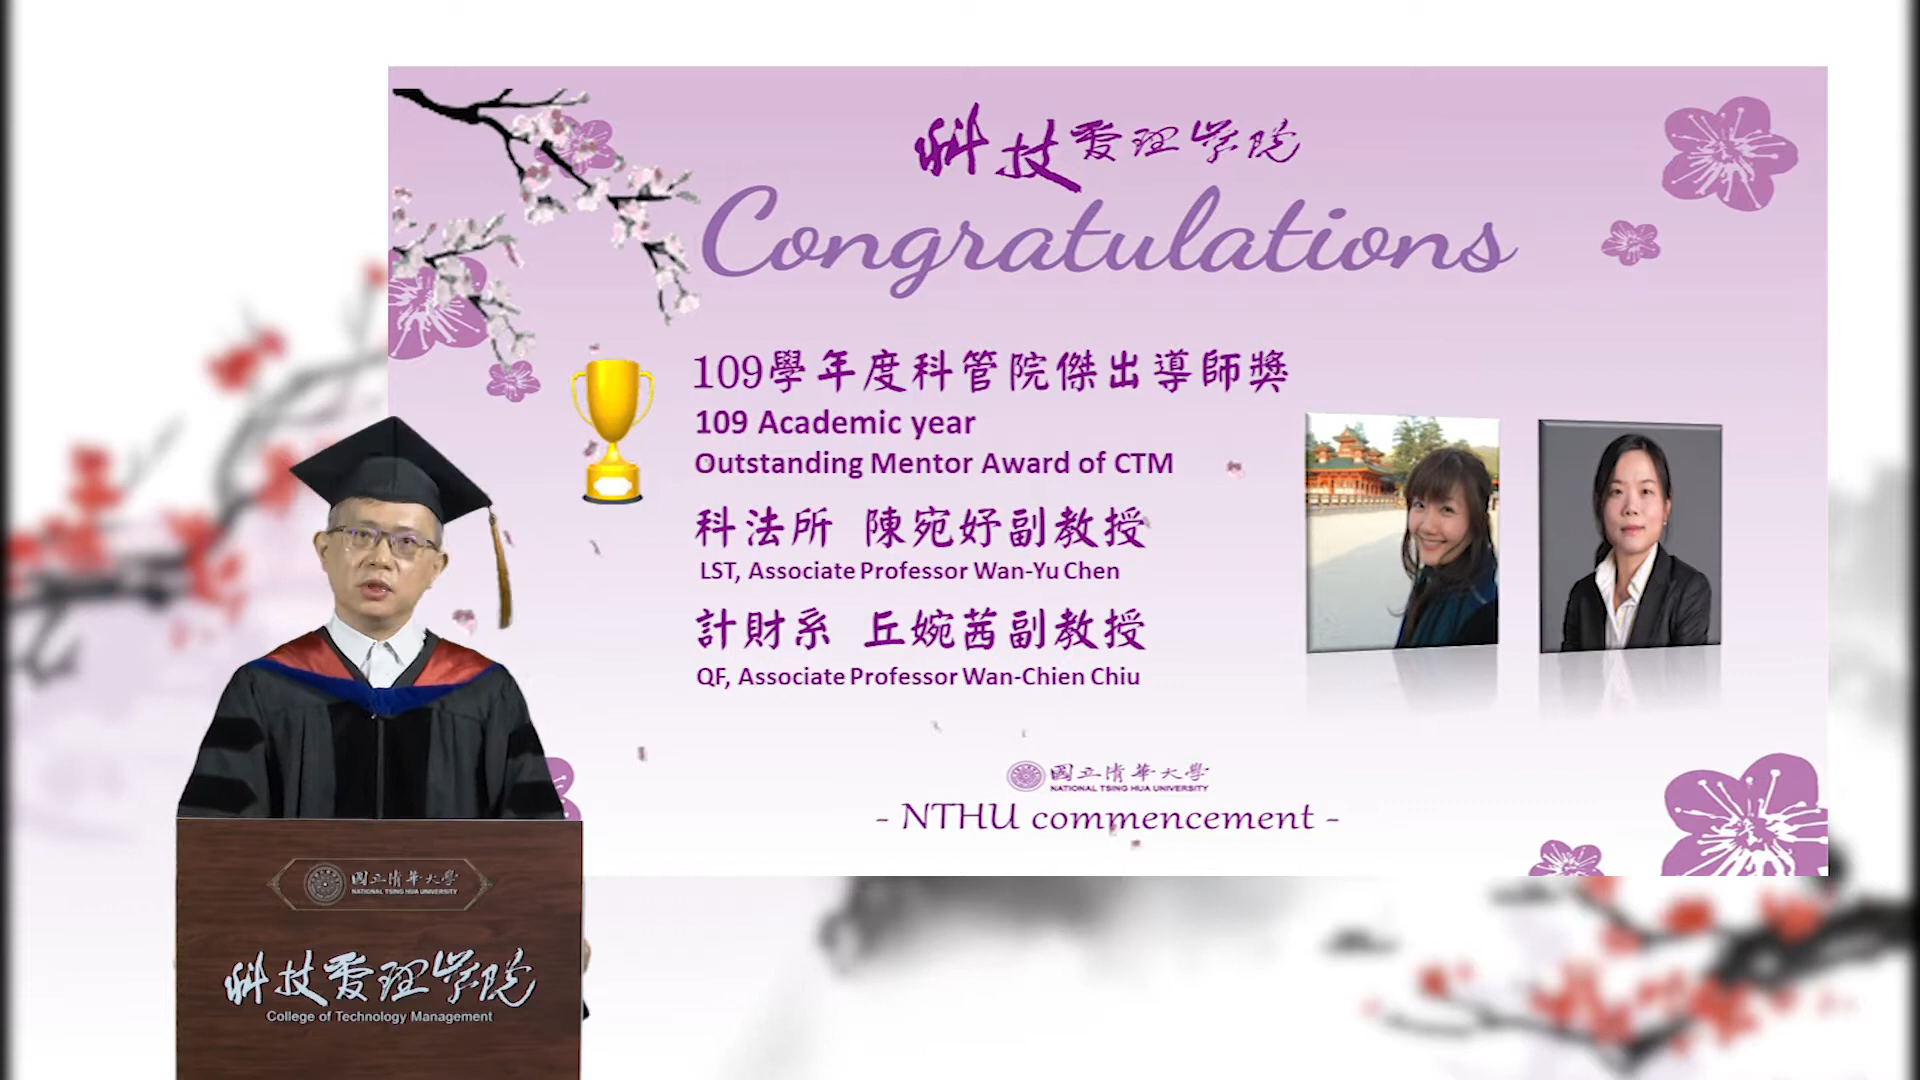 科技管理學院
Congratulations
109學年度科管院傑出導師獎
109 Academic year
Outstanding Mentor Award of CTM
科法所 陳宛妤副教授
LST, Associate Professor Wan-Yu Chen
計財系 丘婉茜副教授
QF, Associate Professor Wan-Chien Chiu
國立清華大學
NATIONAL TSING HUA UNIVERSITY
- NTHU commencement -
國立清華大學
NATIONAL TSING HUA UNIVERSITY
科技管理學院
College of Technology Management